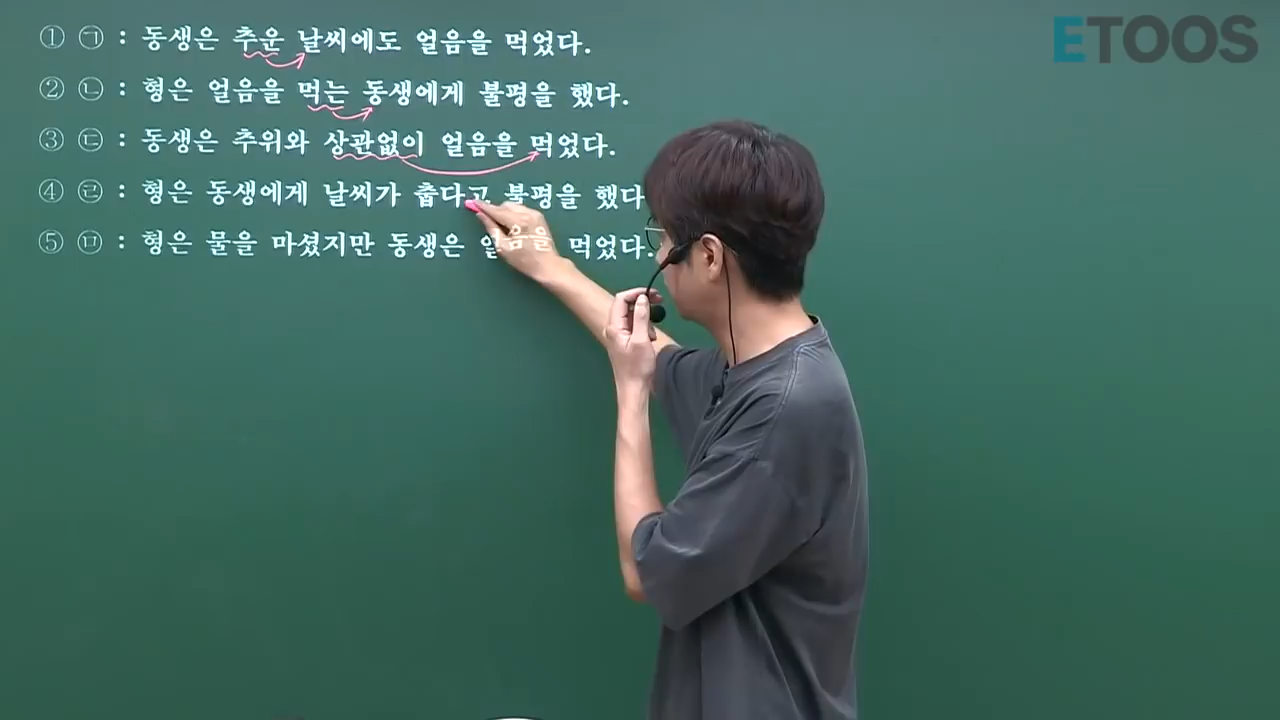 ETOOS
① ㉠ : 동생은 추운 날씨에도 얼음을 먹었다.
② ㉡ : 형은 얼음을 먹는 동생에게 불평을 했다.
③ ㉢ : 동생은 추위와 상관없이 얼음을 먹었다.
④ ㉣ : 형은 동생에게 날씨가 춥다고 불평을 했다
⑤ ㉤ : 형은 물을 마셨지만 동생은 얼음을 먹었다.